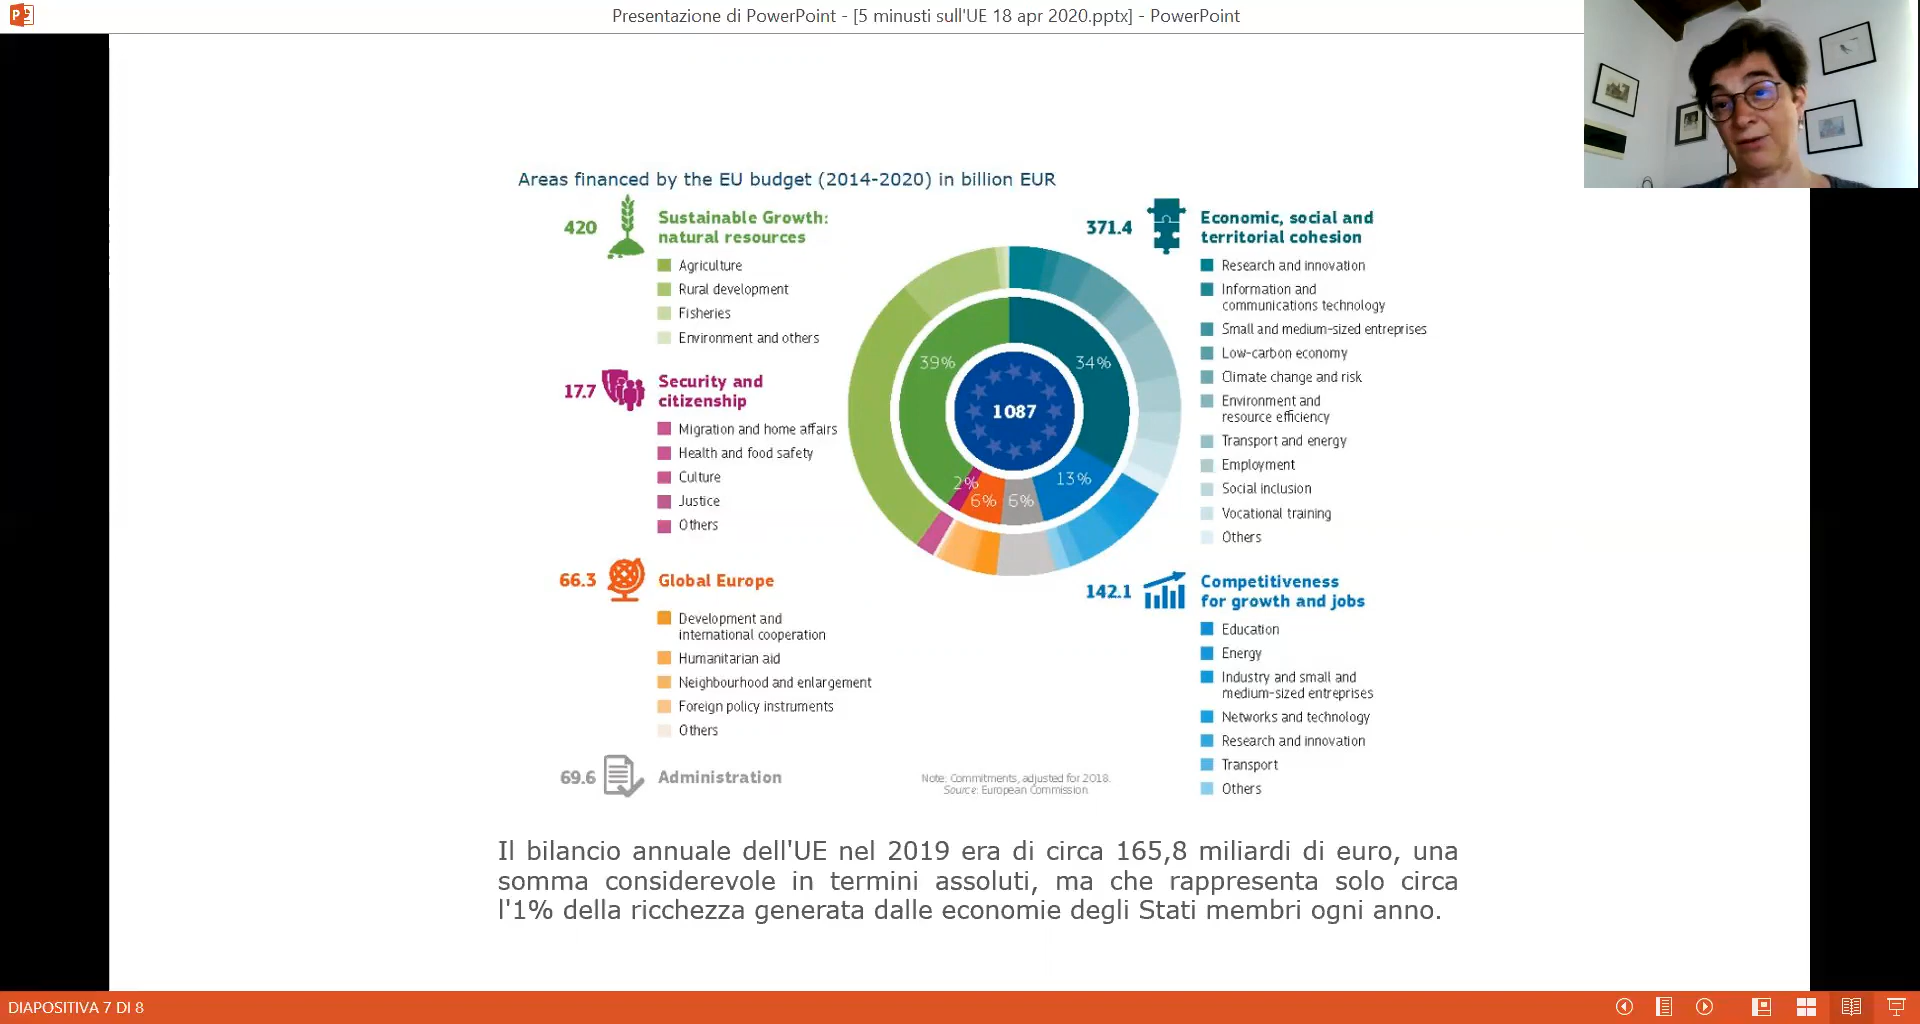 Presentazione di PowerPoint - [5 minusti sull'UE 18 apr 2020.pptx] - PowerPoint
Areas financed by the EU budget (2014-2020) in billion EUR
420
Sustainable Growth:
natural resources
Agriculture
Rural development
Fisheries
Environment and others
17.7
Security and
citizenship
Migration and home affairs
Health and food safety
Culture
Justice
Others
66.3
Global Europe
Development and
international cooperation
Humanitarian aid
Neighbourhood and enlargement
Foreign policy instruments
Others
69.6
Administration
39%
34%
1087
2%
6%
6%
13%
371.4
Economic, social and
territorial cohesion
Research and innovation
Information and
communications technology
Small and medium-sized entreprises
Low-carbon economy
Climate change and risk
Environment and
resource efficiency
Transport and energy
Employment
Social inclusion
Vocational training
Others
142.1
Competitiveness
for growth and jobs
Education
Energy
Industry and small and
medium-sized entreprises
Networks and technology
Research and innovation
Transport
Others
Note: Commitments, adjusted for 2018.
Source: European Commission.
Il bilancio annuale dell'UE nel 2019 era di circa 165,8 miliardi di euro, una
somma considerevole in termini assoluti, ma che rappresenta solo circa
l'1% della ricchezza generata dalle economie degli Stati membri ogni anno.
DIAPOSITIVA 7 DI 8